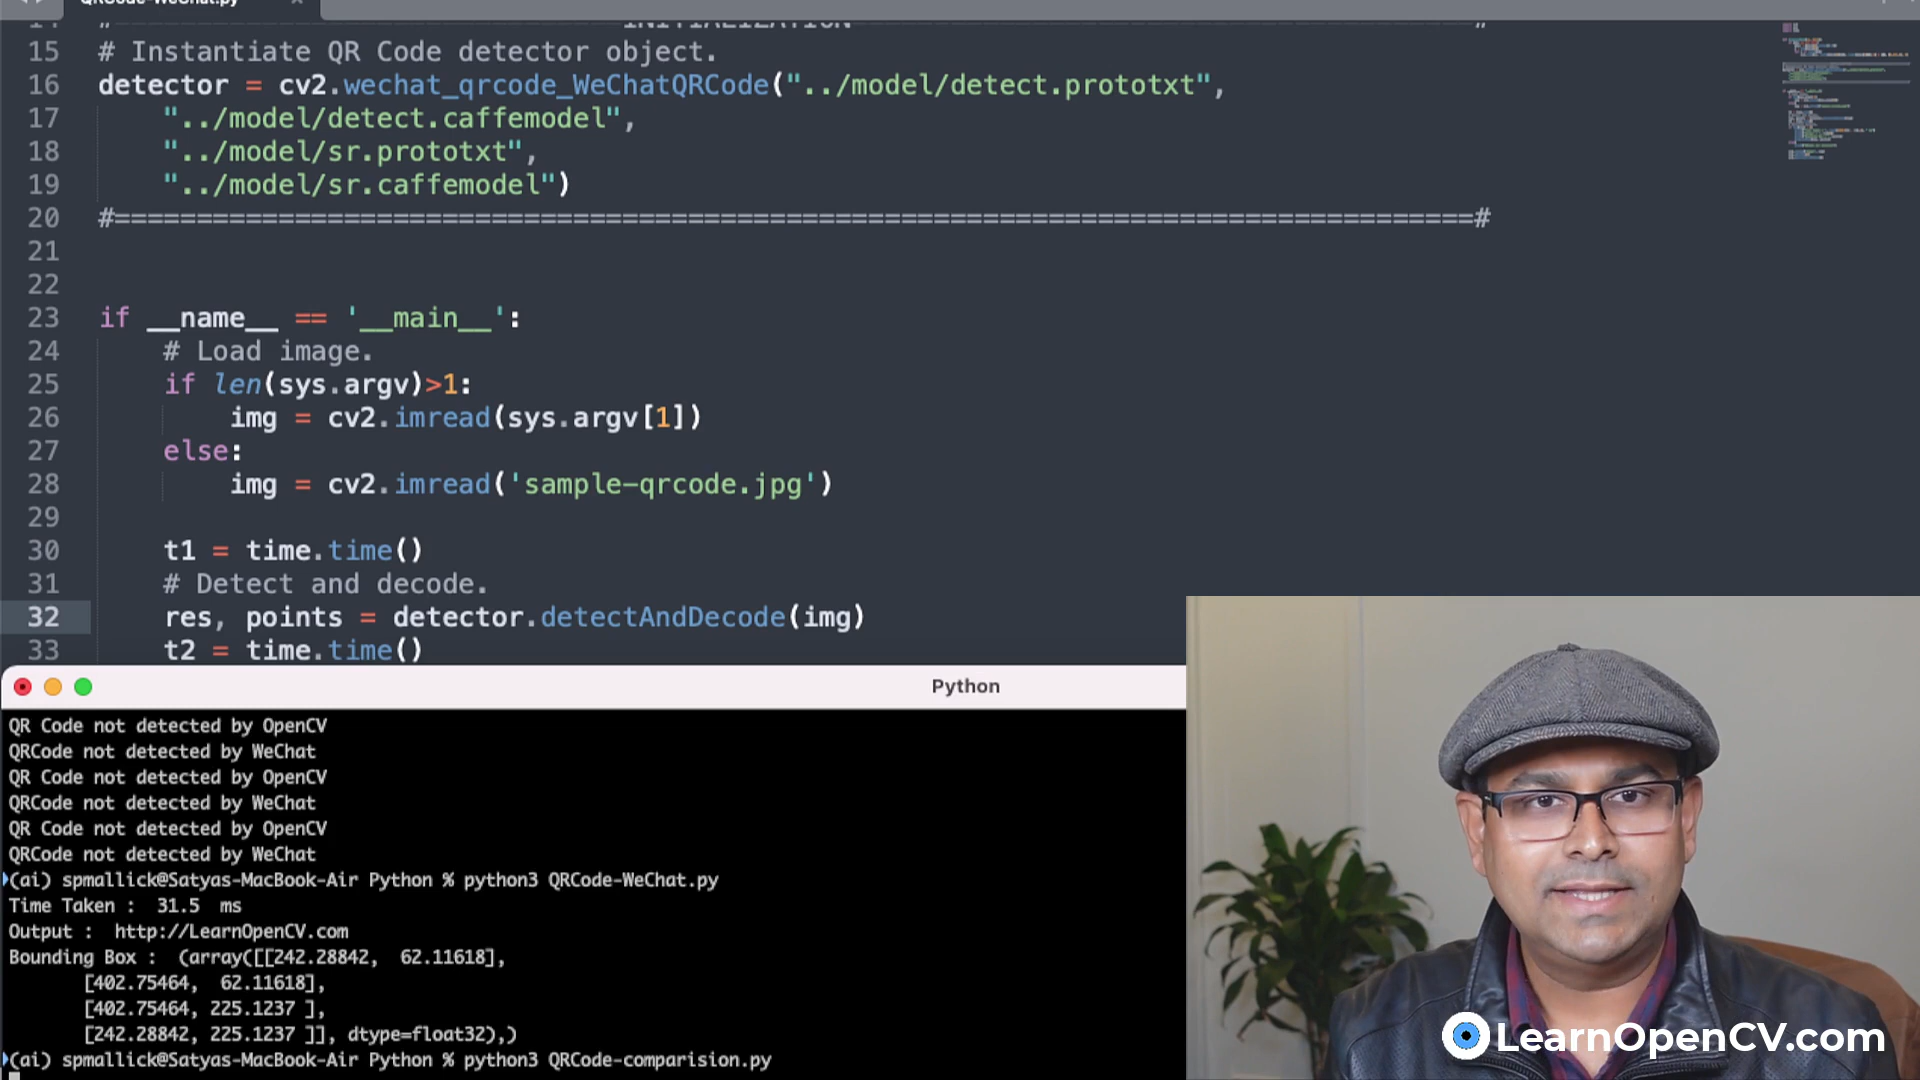 QRCode-WeChat.py
14 #==== INITIALIZATION ====#
15 # Instantiate QR Code detector object.
16 detector = cv2.wechat_qrcode_WeChatQRCode("../model/detect.prototxt",
17 "../model/detect.caffemodel",
18 "../model/sr.prototxt",
19 "../model/sr.caffemodel")
20 #===================================================================================#
21
22
23 if __name__ == '__main__':
24 # Load image.
25 if len(sys.argv)>1:
26 img = cv2.imread(sys.argv[1])
27 else:
28 img = cv2.imread('sample-qrcode.jpg')
29
30 t1 = time.time()
31 # Detect and decode.
32 res, points = detector.detectAndDecode(img)
33 t2 = time.time()
Python
QR Code not detected by OpenCV
QRCode not detected by WeChat
QR Code not detected by OpenCV
QRCode not detected by WeChat
QR Code not detected by OpenCV
QRCode not detected by WeChat
(ai) spmallick@Satyas-MacBook-Air Python % python3 QRCode-WeChat.py
Time Taken :  31.5  ms
Output :  http://LearnOpenCV.com
Bounding Box :  (array([[242.28842,  62.11618],
[402.75464,  62.11618],
[402.75464, 225.1237 ],
[242.28842, 225.1237 ]], dtype=float32),)
(ai) spmallick@Satyas-MacBook-Air Python % python3 QRCode-comparision.py
LearnOpenCV.com